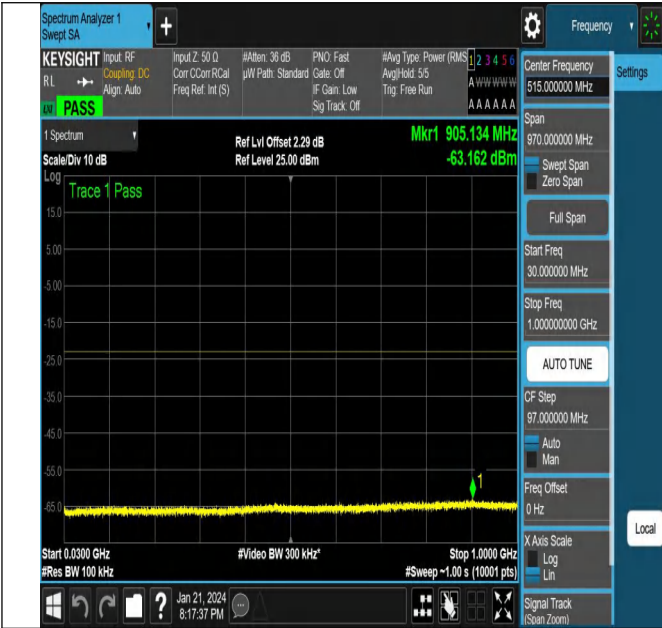 Spectrum Analyzer 1
Swept SA
Frequency
KEYSIGHT
RL
LXI
PASS
Input: RF
Coupling: DC
Align: Auto
Input Z: 50 Ω
Corr CCorr RCal
Freq Ref: Int (S)
#Atten: 36 dB
µW Path: Standard
PNO: Fast
Gate: Off
IF Gain: Low
Sig Track: Off
#Avg Type: Power (RMS
Avg|Hold: 5/5
Trig: Free Run
1 2 3 4 5 6
A W W W W W
A A A A A A
Center Frequency
515.000000 MHz
Settings
Span
970.000000 MHz
Swept Span
Zero Span
Full Span
Start Freq
30.000000 MHz
Stop Freq
1.000000000 GHz
AUTO TUNE
CF Step
97.000000 MHz
Auto
Man
Freq Offset
0 Hz
X Axis Scale
Log
Lin
Local
Signal Track
(Span Zoom)
1 Spectrum
Scale/Div 10 dB
Ref Lvl Offset 2.29 dB
Ref Level 25.00 dBm
Mkr1 905.134 MHz
-63.162 dBm
Log
Trace 1 Pass
15.0
5.00
-5.00
-15.0
-25.0
-35.0
-45.0
-55.0
-65.0
1
Start 0.0300 GHz
#Res BW 100 kHz
#Video BW 300 kHz*
Stop 1.0000 GHz
#Sweep ~1.00 s (10001 pts)
Jan 21, 2024
8:17:37 PM